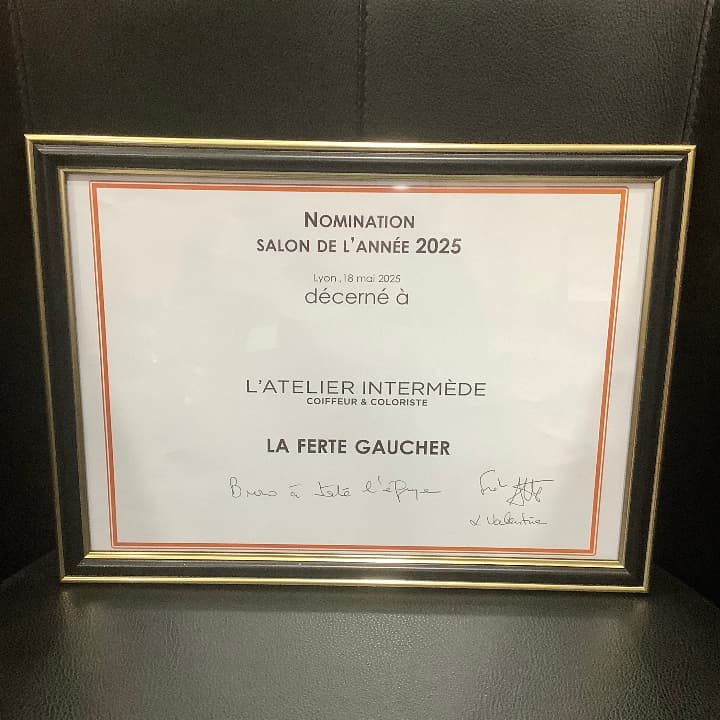 NOMINATION
SALON DE L'ANNÉE 2025
Lyon ,18 mai 2025
décerné à
L'ATELIER INTERMÈDE
COIFFEUR & COLORISTE
LA FERTE GAUCHER
Bravo à toute l'équipe
& Valentine